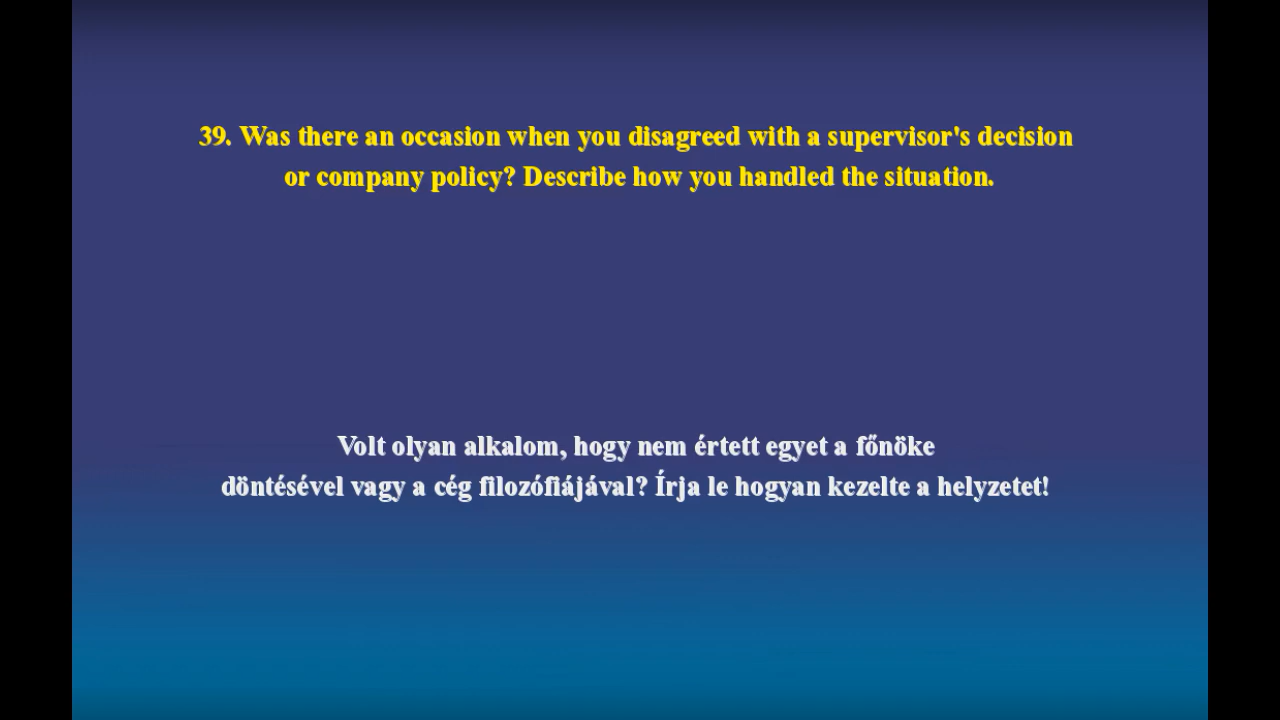 39. Was there an occasion when you disagreed with a supervisor's decision
or company policy? Describe how you handled the situation.
Volt olyan alkalom, hogy nem értett egyet a főnöke
döntésével vagy a cég filozófiájával? Írja le hogyan kezelte a helyzetet!